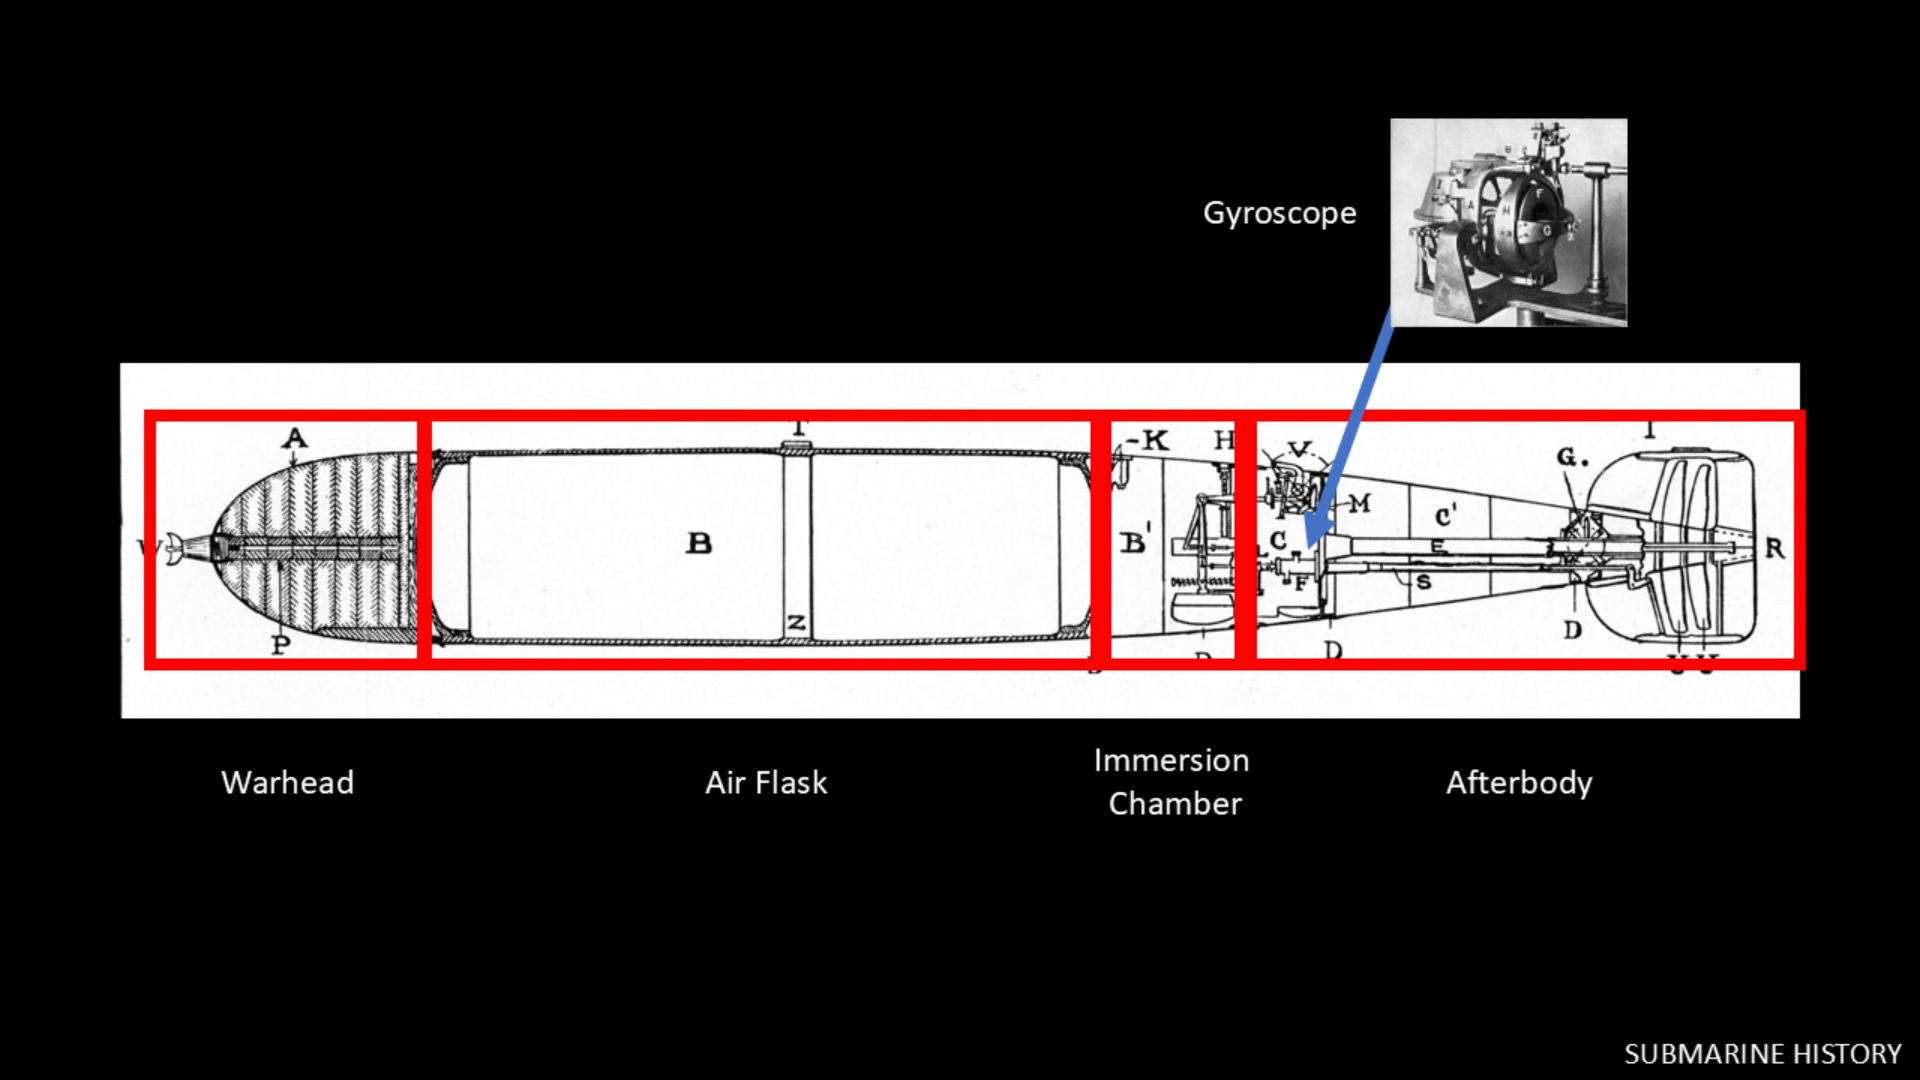 Gyroscope
A
I
-K
H
V
G.
M
C'
W
B
B'
C
E
R
F
S
Z
P
D
D
Warhead
Air Flask
Immersion
Chamber
Afterbody
SUBMARINE HISTORY